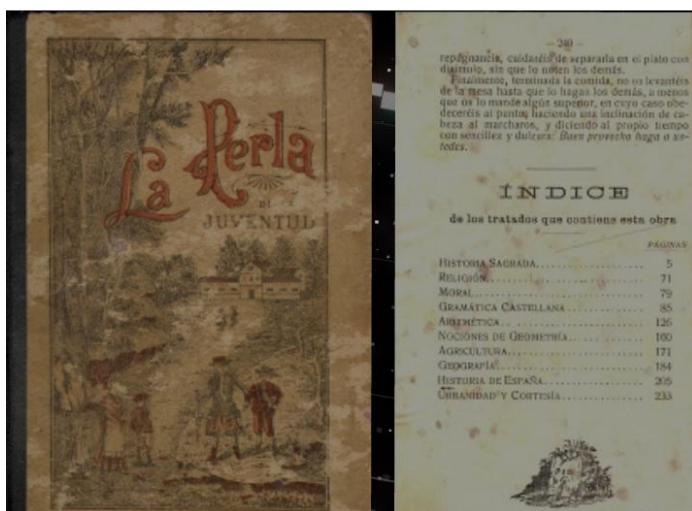 La Perla
DE
JUVENTUD
240
repugnancia, cuidaréis de separarla en el plato con
disimulo, sin que lo noten los demás.
Finalmente, terminada la comida, no os levantéis
de la mesa hasta que lo hagan los demás, a menos
que os lo mande algún superior, en cuyo caso obe-
deceréis al punto, haciendo una inclinación de ca-
beza al marcharos, y diciendo al propio tiempo
con sencillez y dulzura: Buen provecho haga a us-
tedes.
ÍNDICE
de los tratados que contiene esta obra
PÁGINAS
HISTORIA SAGRADA 5
RELIGIÓN 71
MORAL 79
GRAMÁTICA CASTELLANA 85
ARITMÉTICA 126
NOCIONES DE GEOMETRÍA 160
AGRICULTURA 171
GEOGRAFÍA 184
HISTORIA DE ESPAÑA 205
URBANIDAD Y CORTESÍA 233